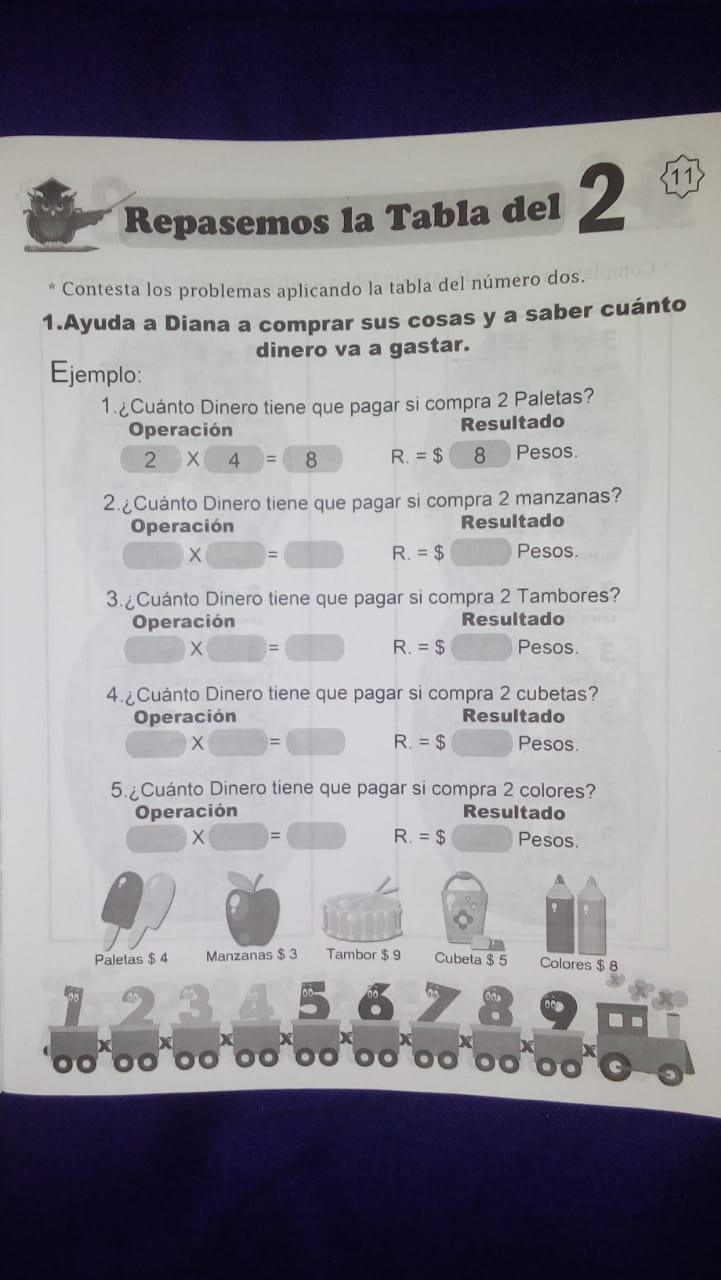 11
Repasemos la Tabla del 2
* Contesta los problemas aplicando la tabla del número dos.
1.Ayuda a Diana a comprar sus cosas y a saber cuánto
dinero va a gastar.
Ejemplo:
1.¿Cuánto Dinero tiene que pagar si compra 2 Paletas?
Operación Resultado
2 X 4 = 8 R. = $ 8 Pesos.
2.¿Cuánto Dinero tiene que pagar si compra 2 manzanas?
Operación Resultado
X = R. = $ Pesos.
3.¿Cuánto Dinero tiene que pagar si compra 2 Tambores?
Operación Resultado
X = R. = $ Pesos.
4.¿Cuánto Dinero tiene que pagar si compra 2 cubetas?
Operación Resultado
X = R. = $ Pesos.
5.¿Cuánto Dinero tiene que pagar si compra 2 colores?
Operación Resultado
X = R. = $ Pesos.
Paletas $ 4 Manzanas $ 3 Tambor $ 9 Cubeta $ 5 Colores $ 8
1 2 3 4 5 6 7 8 9
x x x x x x x x x